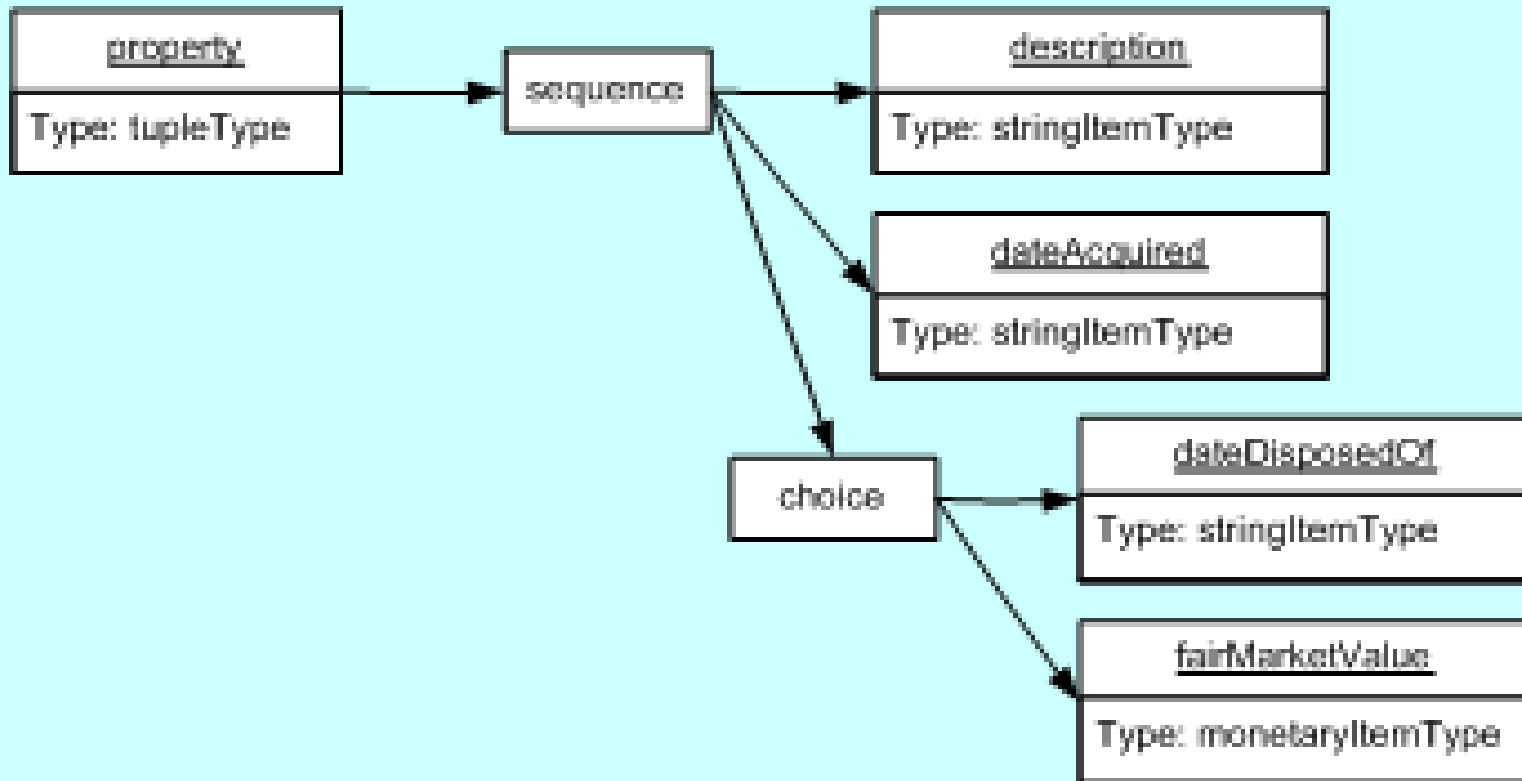 property
Type: tupleType
sequence
description
Type: stringItemType
dateAcquired
Type: stringItemType
choice
dateDisposedOf
Type: stringItemType
fairMarketValue
Type: monetaryItemType